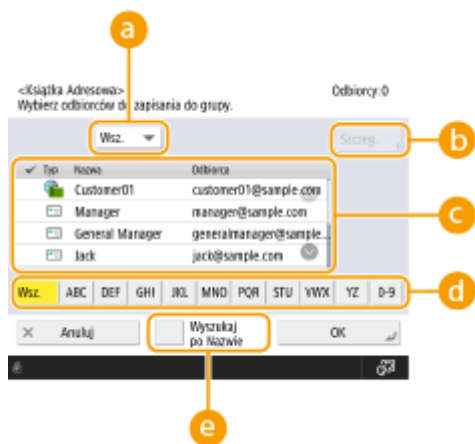 a
<Książka Adresowa> Odbiorcy:0
Wybierz odbiorców do zapisania do grupy.
Wsz. Szczeg. b
✓ Typ Nazwa Odbiorca
Customer01 customer01@sample.com
Manager manager@sample.com c
General Manager generalmanager@sample...
Jack jack@sample.com
Wsz. ABC DEF GHI JKL MNO PQR STU VWX YZ 0-9 d
× Anuluj Wyszukaj po Nazwie OK
e